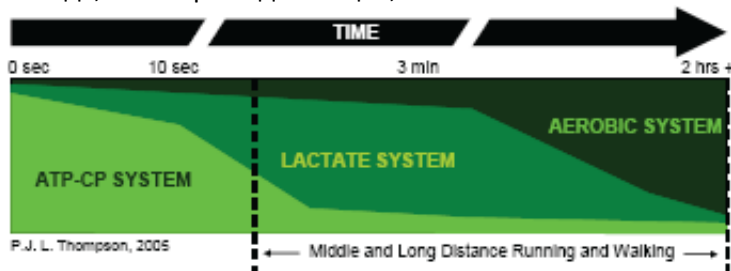 TIME
0 sec 10 sec 3 min 2 hrs +
AEROBIC SYSTEM
LACTATE SYSTEM
ATP-CP SYSTEM
P.J. L. Thompson, 2005
Middle and Long Distance Running and Walking